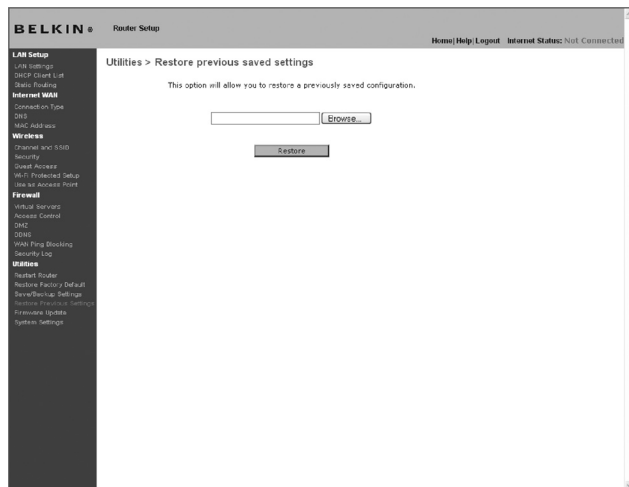 BELKIN®
Router Setup
Home|Help|Logout Internet Status: Not Connected
LAN Setup
LAN Settings
DHCP Client List
Static Routing
Internet WAN
Connection Type
DNS
MAC Address
Wireless
Channel and SSID
Security
Guest Access
Wi-Fi Protected Setup
Use as Access Point
Firewall
Virtual Servers
Access Control
DMZ
DDNS
WAN Ping Blocking
Security Log
Utilities
Restart Router
Restore Factory Default
Save/Backup Settings
Restore Previous Settings
Firmware Update
System Settings
Utilities > Restore previous saved settings
This option will allow you to restore a previously saved configuration.
Browse...
Restore